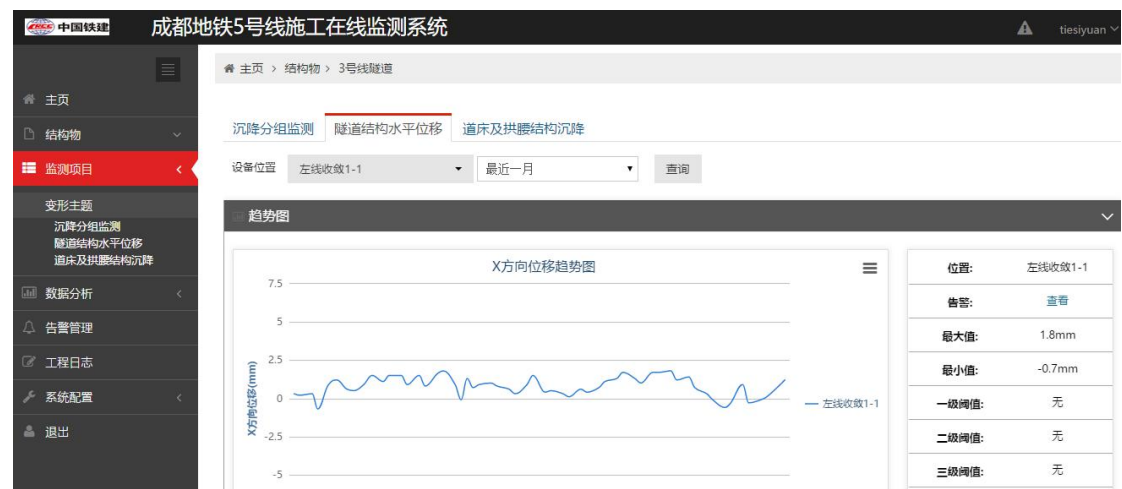 CRCC 中国铁建 成都地铁5号线施工在线监测系统 tiesiyuan
主页 > 结构物 > 3号线隧道
主页
结构物
监测项目
变形主题
沉降分组监测
隧道结构水平位移
道床及拱腰结构沉降
数据分析
告警管理
工程日志
系统配置
退出
沉降分组监测 隧道结构水平位移 道床及拱腰结构沉降
设备位置 左线收敛1-1 最近一月 查询
趋势图
X方向位移趋势图
7.5
5
2.5
0
-2.5
-5
X方向位移(mm)
左线收敛1-1
位置: 左线收敛1-1
告警: 查看
最大值: 1.8mm
最小值: -0.7mm
一级阈值: 无
二级阈值: 无
三级阈值: 无